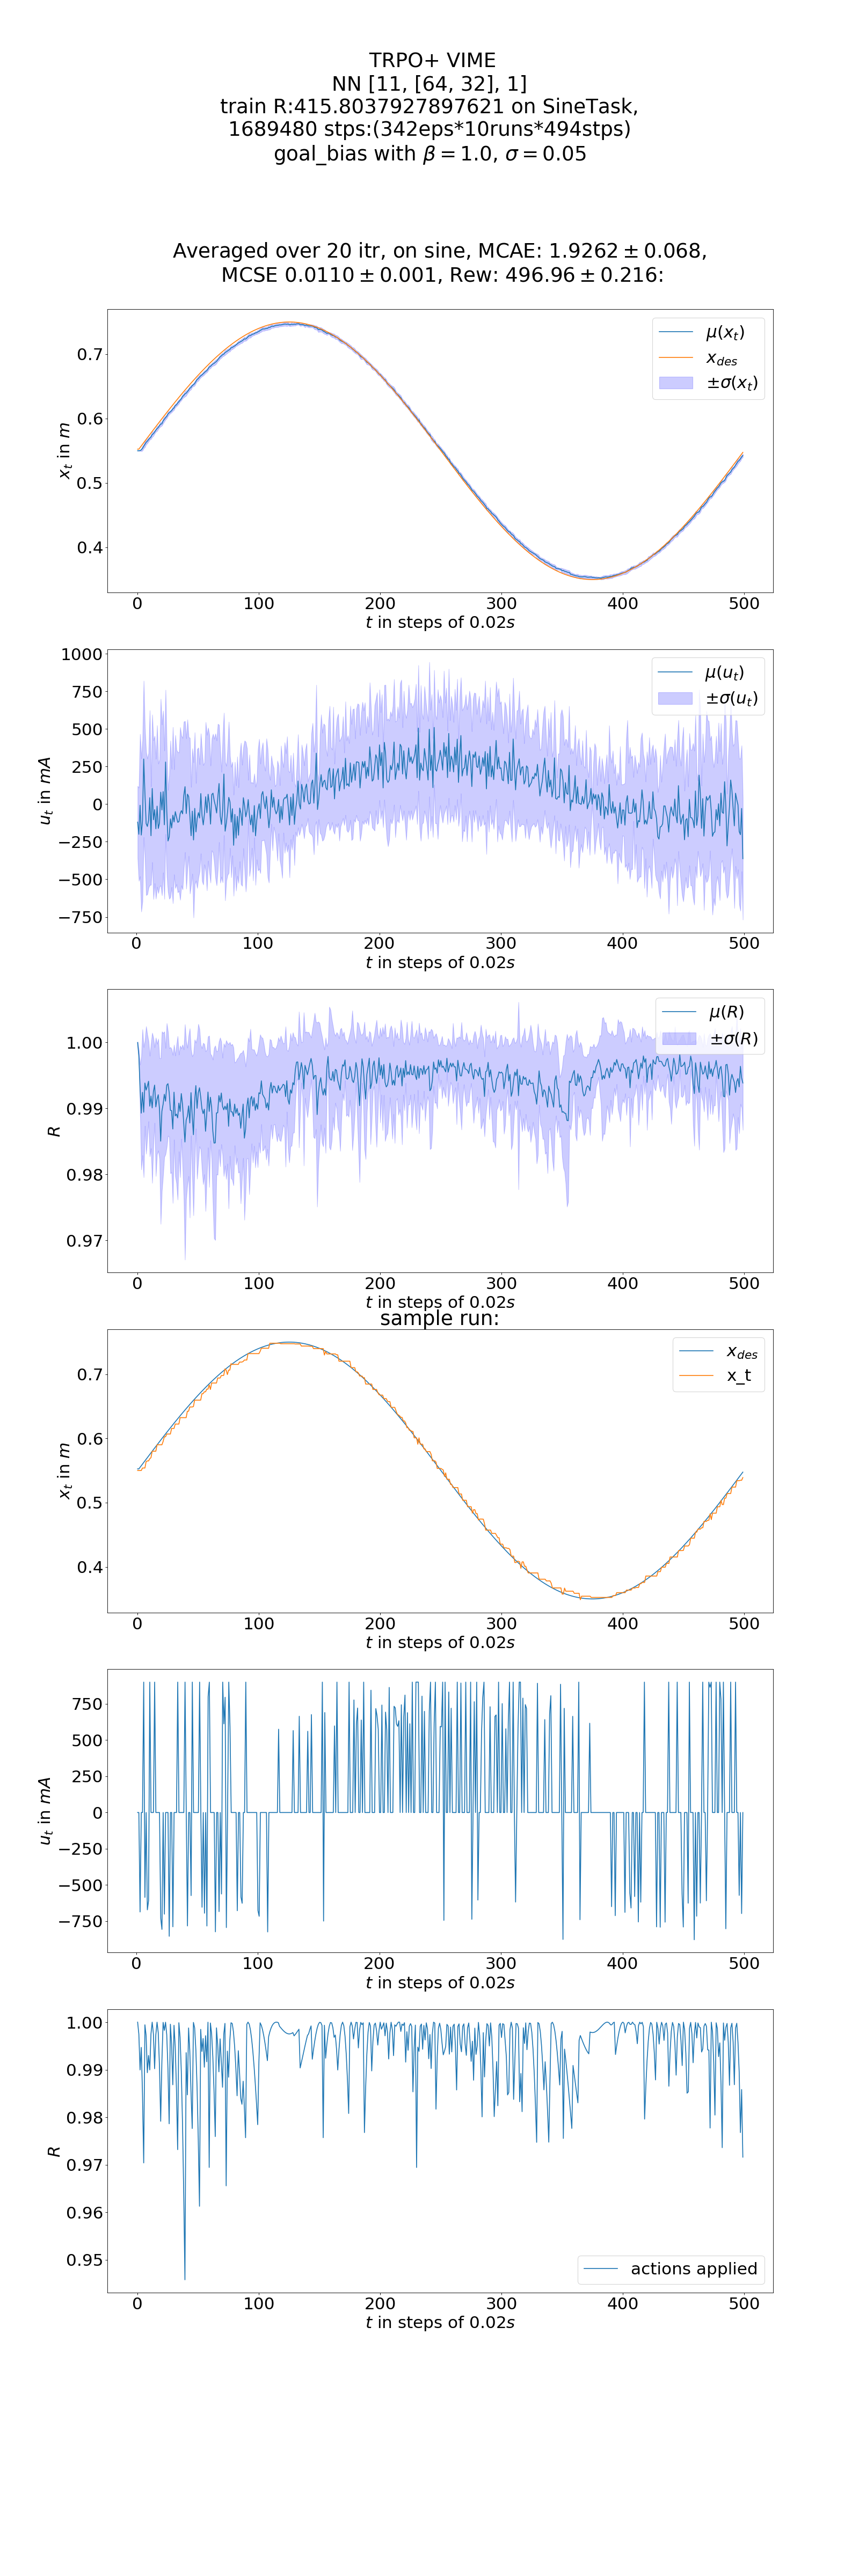 TRPO+ VIME
NN [11, [64, 32], 1]
train R:415.8037927897621 on SineTask,
1689480 stps:(342eps*10runs*494stps)
goal_bias with β = 1.0, σ = 0.05
Averaged over 20 itr, on sine, MCAE: 1.9262 ± 0.068,
MCSE 0.0110 ± 0.001, Rew: 496.96 ± 0.216:
μ(x_t)
x_des
±σ(x_t)
0.7
0.6
0.5
0.4
x_t in m
0 100 200 300 400 500
t in steps of 0.02s
μ(u_t)
±σ(u_t)
1000
750
500
250
0
−250
−500
−750
u_t in mA
0 100 200 300 400 500
t in steps of 0.02s
μ(R)
±σ(R)
1.00
0.99
0.98
0.97
R
0 100 200 300 400 500
t in steps of 0.02s
sample run:
x_des
x_t
0.7
0.6
0.5
0.4
x_t in m
0 100 200 300 400 500
t in steps of 0.02s
750
500
250
0
−250
−500
−750
u_t in mA
0 100 200 300 400 500
t in steps of 0.02s
1.00
0.99
0.98
0.97
0.96
0.95
R
actions applied
0 100 200 300 400 500
t in steps of 0.02s